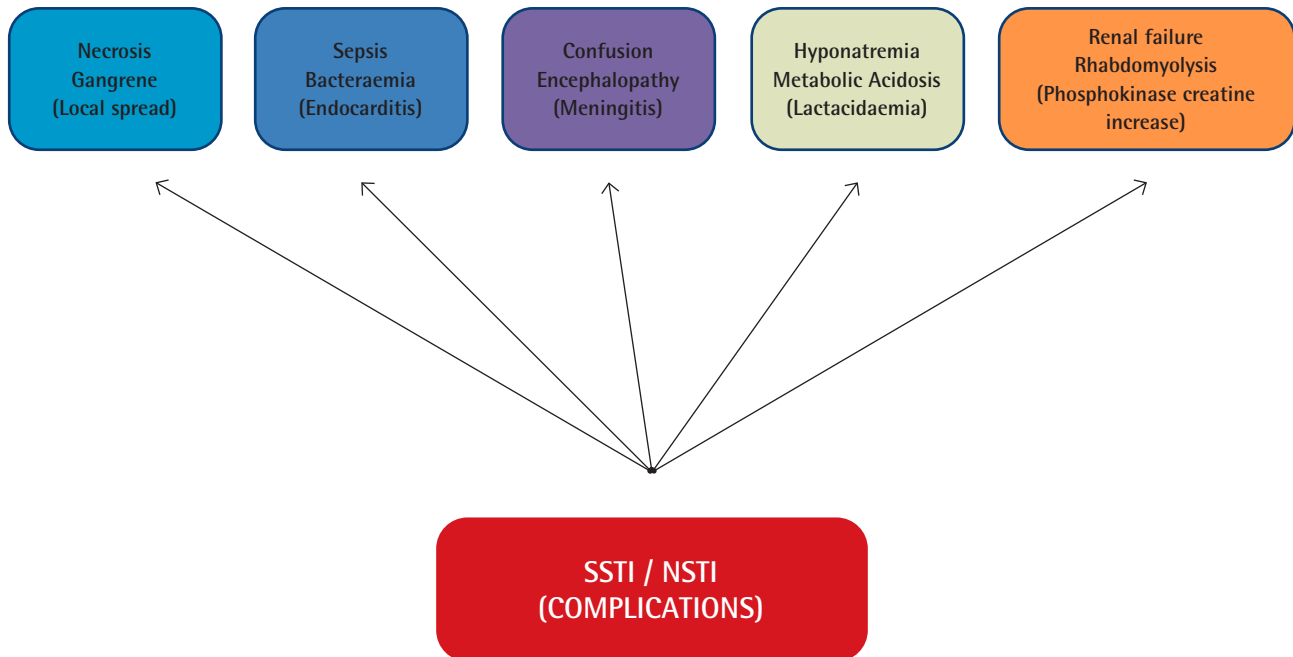 Necrosis
Gangrene
(Local spread)
Sepsis
Bacteraemia
(Endocarditis)
Confusion
Encephalopathy
(Meningitis)
Hyponatremia
Metabolic Acidosis
(Lactacidaemia)
Renal failure
Rhabdomyolysis
(Phosphokinase creatine
increase)
SSTI / NSTI
(COMPLICATIONS)